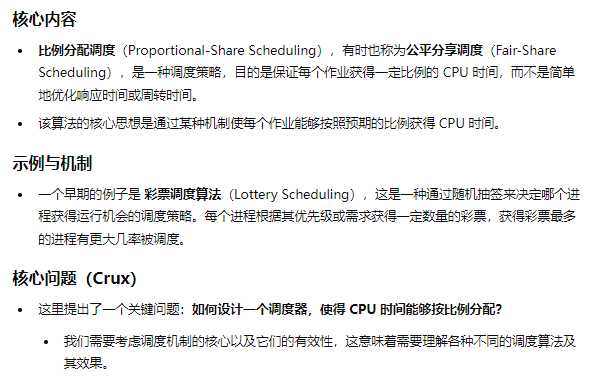 核心内容
• 比例分配调度（Proportional-Share Scheduling），有时也称为公平分享调度（Fair-Share
Scheduling），是一种调度策略，目的是保证每个作业获得一定比例的 CPU 时间，而不是简单
地优化响应时间或周转时间。
• 该算法的核心思想是通过某种机制使每个作业能够按照预期的比例获得 CPU 时间。
示例与机制
• 一个早期的例子是 彩票调度算法（Lottery Scheduling），这是一种通过随机抽签来决定哪个进
程获得运行机会的调度策略。每个进程根据其优先级或需求获得一定数量的彩票，获得彩票最多
的进程有更大几率被调度。
核心问题（Crux）
• 这里提出了一个关键问题：如何设计一个调度器，使得 CPU 时间能够按比例分配？
• 我们需要考虑调度机制的核心以及它们的有效性，这意味着需要理解各种不同的调度算法及
其效果。